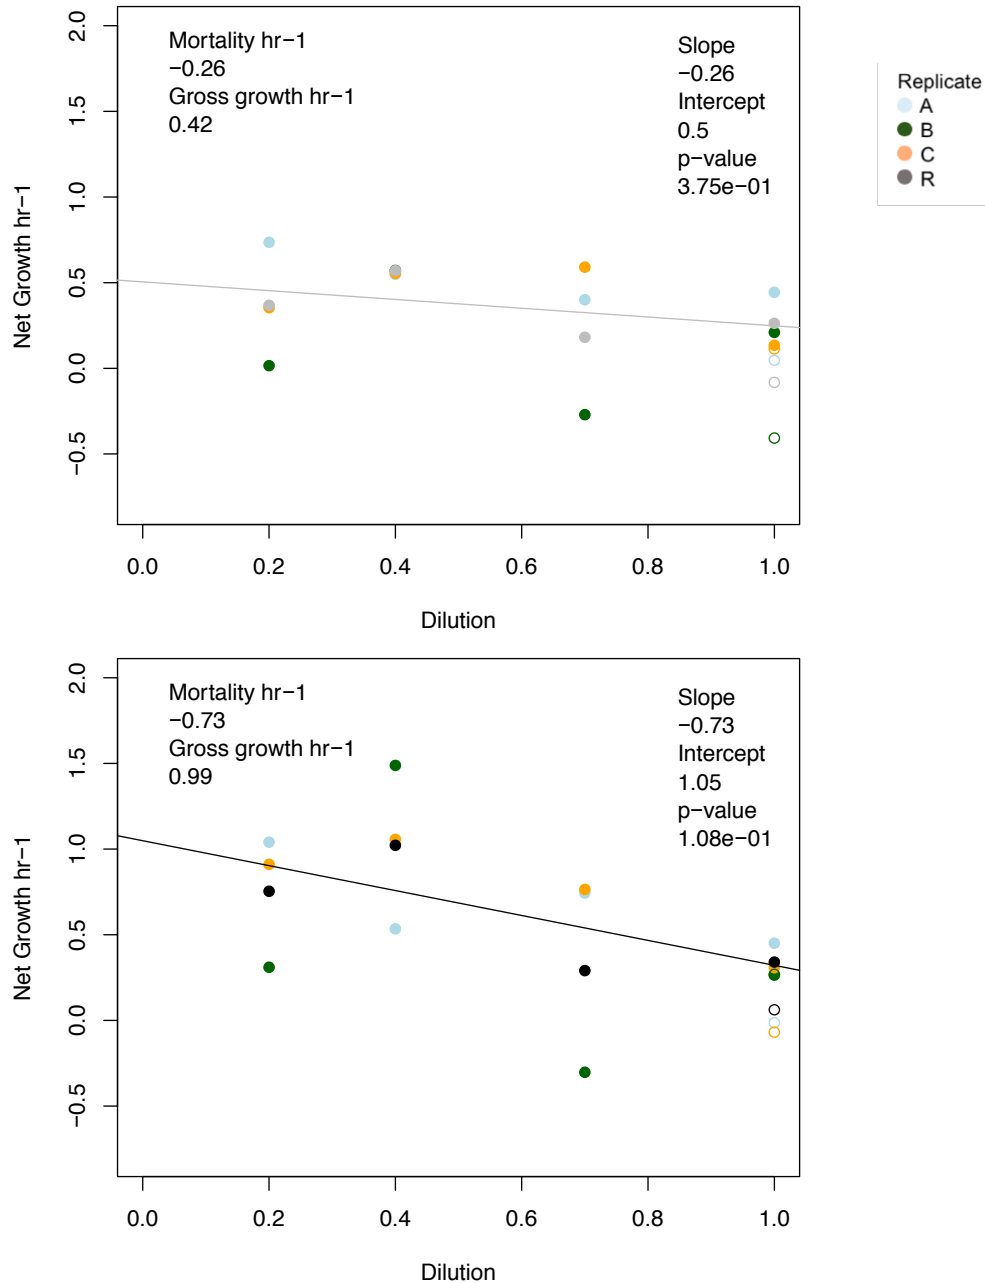 Mortality hr−1
−0.26
Gross growth hr−1
0.42
Slope
−0.26
Intercept
0.5
p−value
3.75e−01
Net Growth hr−1
2.0
1.5
1.0
0.5
0.0
−0.5
0.0 0.2 0.4 0.6 0.8 1.0
Dilution
Replicate
A
B
C
R
Mortality hr−1
−0.73
Gross growth hr−1
0.99
Slope
−0.73
Intercept
1.05
p−value
1.08e−01
Net Growth hr−1
2.0
1.5
1.0
0.5
0.0
−0.5
0.0 0.2 0.4 0.6 0.8 1.0
Dilution